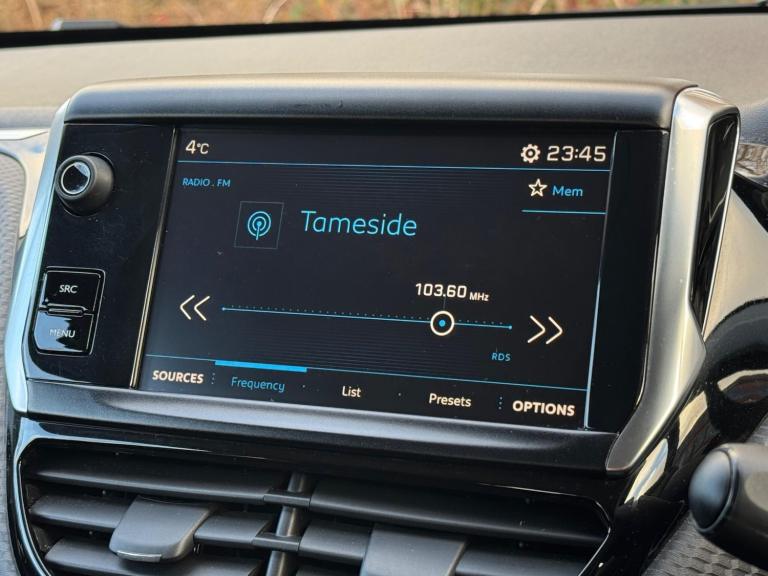 4°C 23:45
RADIO . FM
Mem
Tameside
103.60 MHz
SRC
MENU
RDS
SOURCES Frequency List Presets OPTIONS